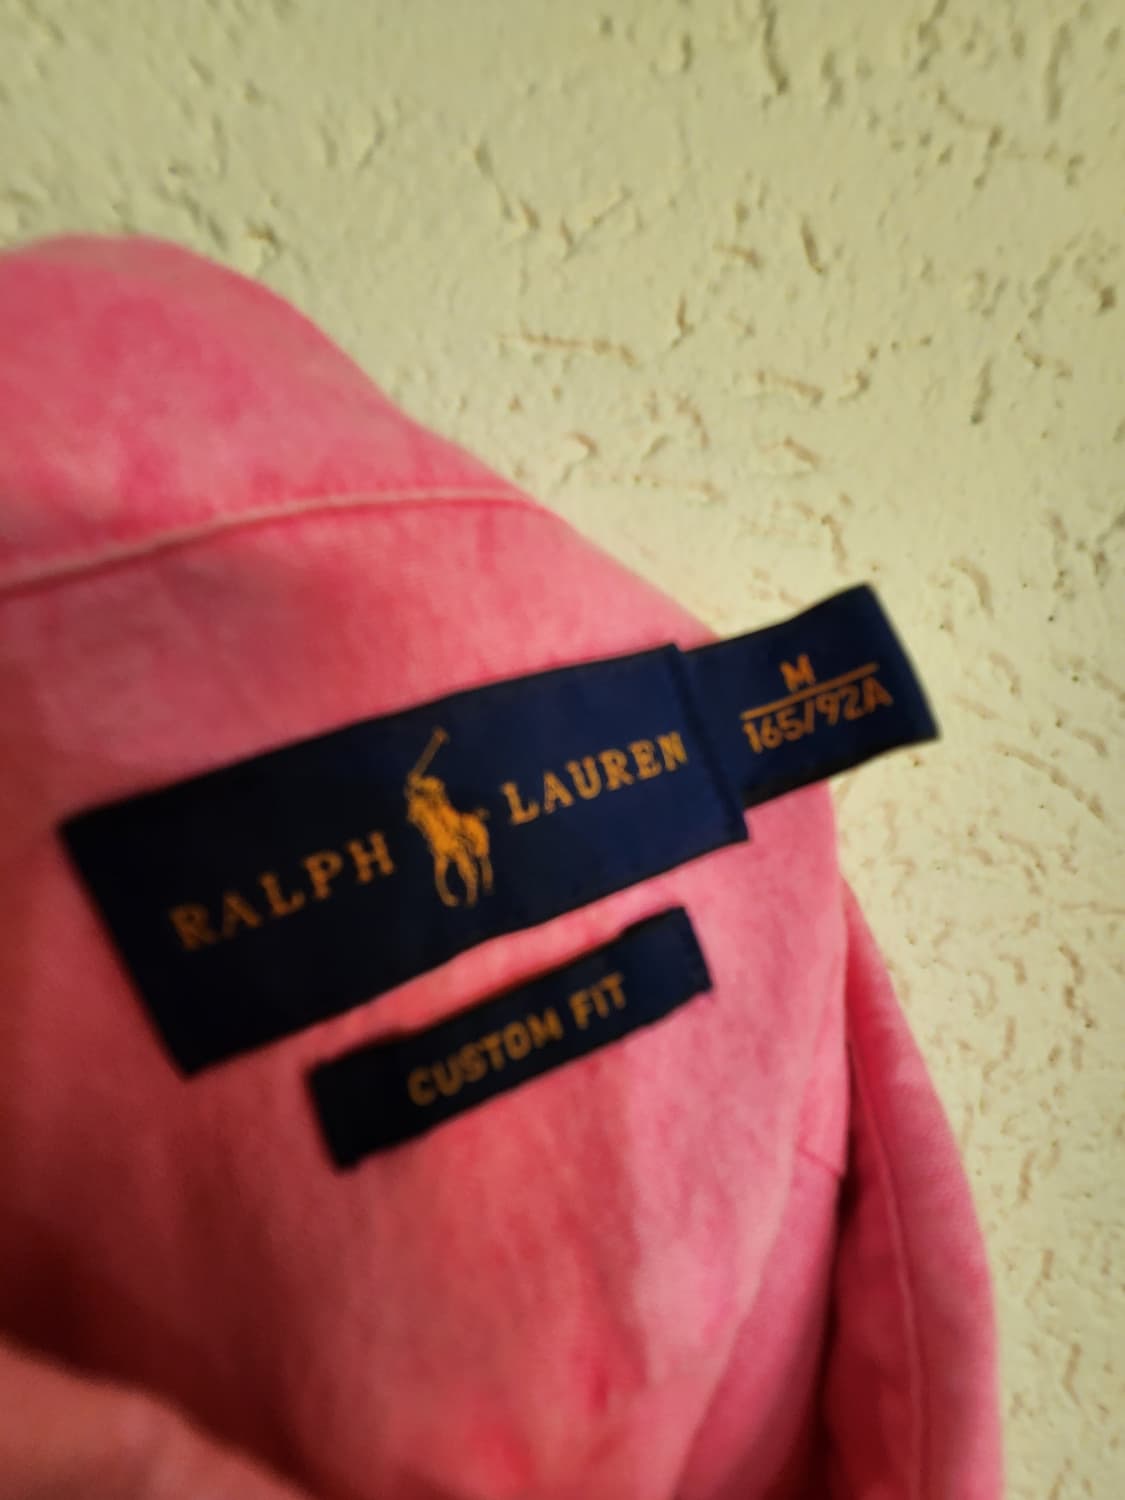 RALPH LAUREN
M
165/92A
CUSTOM FIT